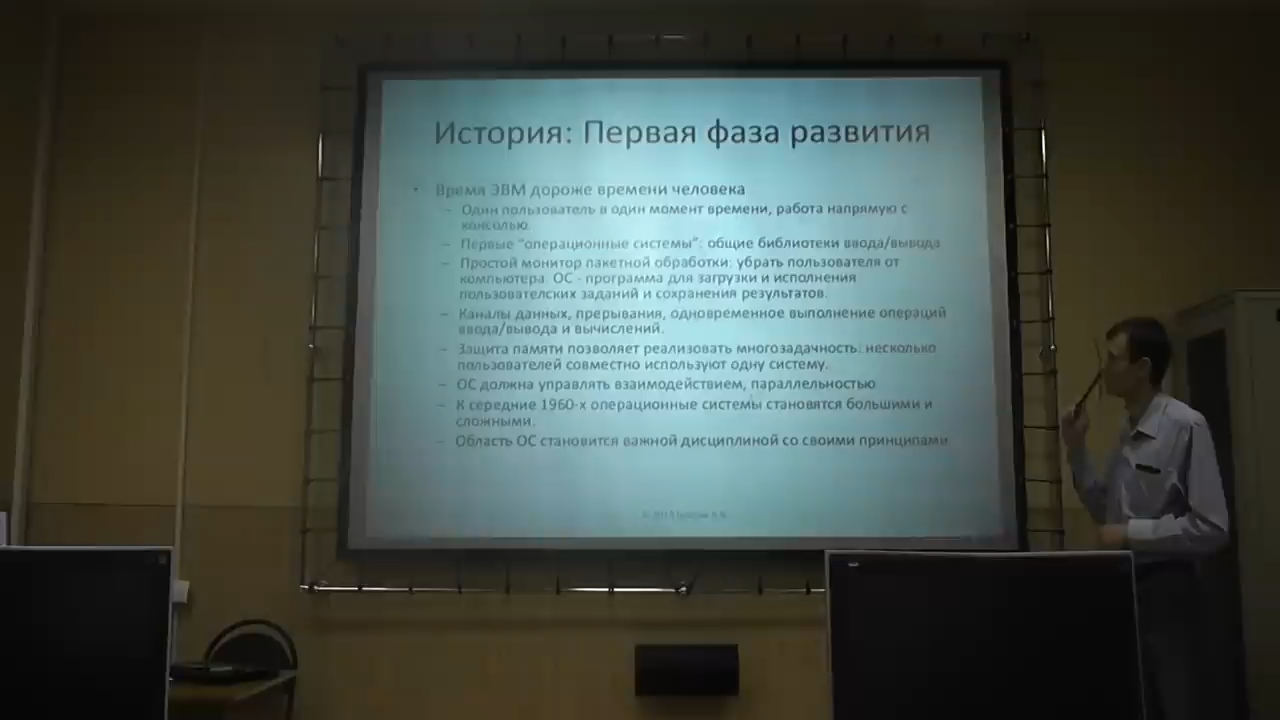 История: Первая фаза развития
• Время ЭВМ дороже времени человека
– Один пользователь в один момент времени, работа напрямую с
консолью.
– Первые “операционные системы”: общие библиотеки ввода/вывода
– Простой монитор пакетной обработки: убрать пользователя от
компьютера. ОС - программа для загрузки и исполнения
пользовательских заданий и сохранения результатов.
– Каналы данных, прерывания, одновременное выполнение операций
ввода/вывода и вычислений.
– Защита памяти позволяет реализовать многозадачность: несколько
пользователей совместно используют одну систему.
– ОС должна управлять взаимодействием, параллельностью
– К середине 1960-х операционные системы становятся большими и
сложными.
– Область ОС становится важной дисциплиной со своими принципами